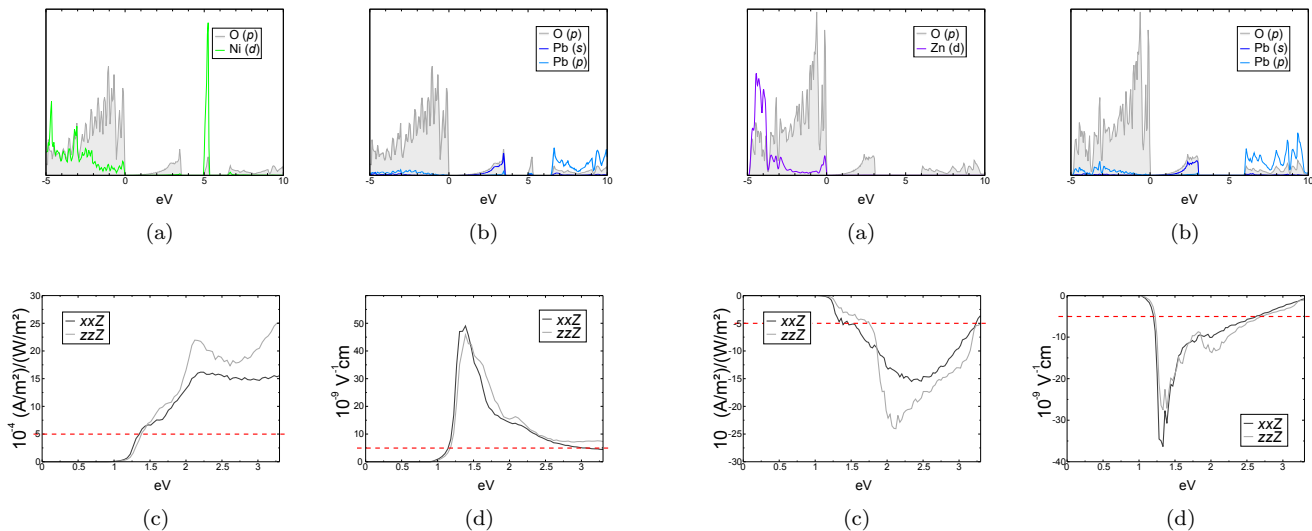 O (p)
Ni (d)
-5 0 5 10
eV
(a)
O (p)
Pb (s)
Pb (p)
-5 0 5 10
eV
(b)
O (p)
Zn (d)
-5 0 5 10
eV
(a)
O (p)
Pb (s)
Pb (p)
-5 0 5 10
eV
(b)
10⁻⁴ (A/m²)/(W/m²)
30
25
20
15
10
5
0
xxZ
zzZ
0 0.5 1 1.5 2 2.5 3
eV
(c)
10⁻⁹ V⁻¹cm
50
40
30
20
10
0
xxZ
zzZ
0 0.5 1 1.5 2 2.5 3
eV
(d)
10⁻⁴ (A/m²)/(W/m²)
0
-5
-10
-15
-20
-25
-30
xxZ
zzZ
0 0.5 1 1.5 2 2.5 3
eV
(c)
10⁻⁹ V⁻¹cm
0
-10
-20
-30
-40
xxZ
zzZ
0 0.5 1 1.5 2 2.5 3
eV
(d)